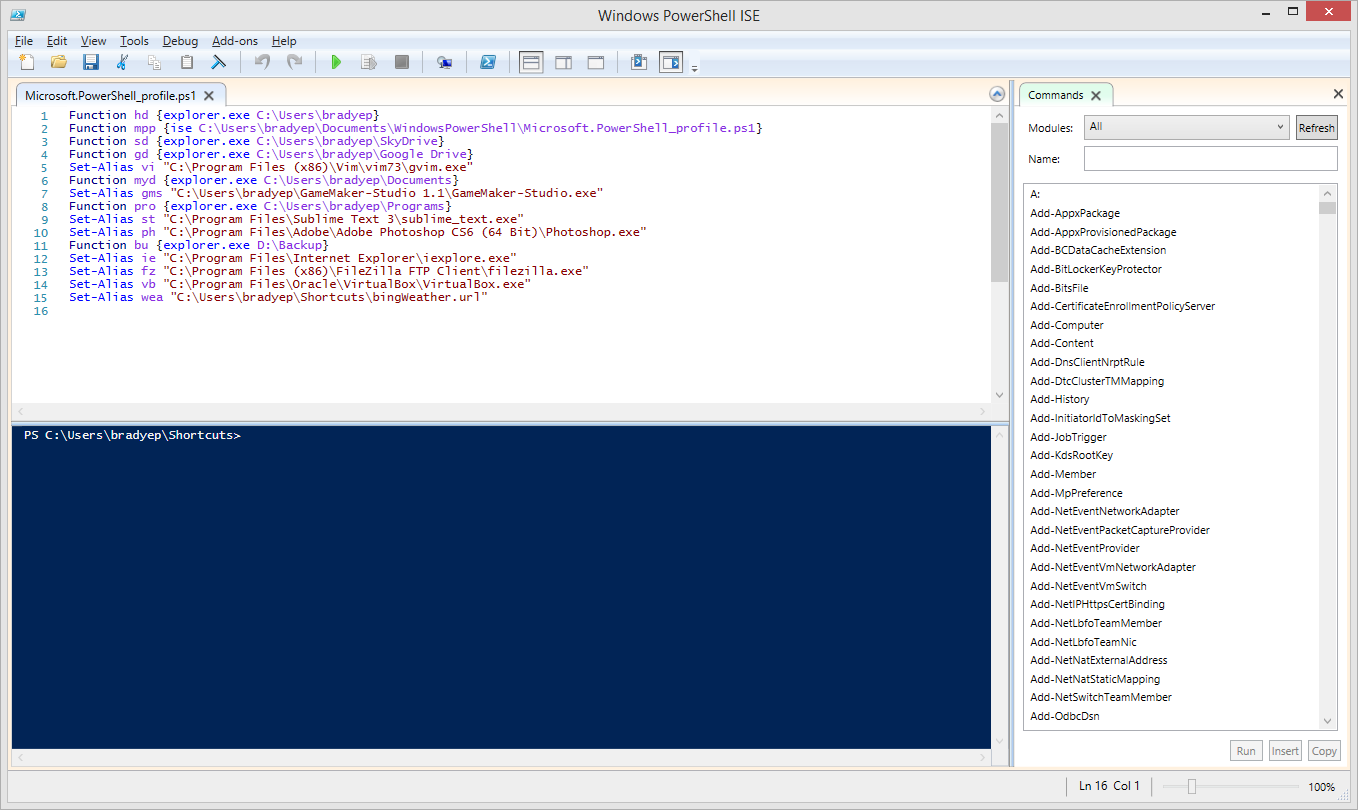 Windows PowerShell ISE
File Edit View Tools Debug Add-ons Help
Microsoft.PowerShell_profile.ps1
1 Function hd {explorer.exe C:\Users\bradyep}
2 Function mpp {ise C:\Users\bradyep\Documents\WindowsPowerShell\Microsoft.PowerShell_profile.ps1}
3 Function sd {explorer.exe C:\Users\bradyep\SkyDrive}
4 Function gd {explorer.exe C:\Users\bradyep\Google Drive}
5 Set-Alias vi "C:\Program Files (x86)\Vim\vim73\gvim.exe"
6 Function myd {explorer.exe C:\Users\bradyep\Documents}
7 Set-Alias gms "C:\Users\bradyep\GameMaker-Studio 1.1\GameMaker-Studio.exe"
8 Function pro {explorer.exe C:\Users\bradyep\Programs}
9 Set-Alias st "C:\Program Files\Sublime Text 3\sublime_text.exe"
10 Set-Alias ph "C:\Program Files\Adobe\Adobe Photoshop CS6 (64 Bit)\Photoshop.exe"
11 Function bu {explorer.exe D:\Backup}
12 Set-Alias ie "C:\Program Files\Internet Explorer\iexplore.exe"
13 Set-Alias fz "C:\Program Files (x86)\FileZilla FTP Client\filezilla.exe"
14 Set-Alias vb "C:\Program Files\Oracle\VirtualBox\VirtualBox.exe"
15 Set-Alias wea "C:\Users\bradyep\Shortcuts\bingWeather.url"
16
PS C:\Users\bradyep\Shortcuts>
Commands
Modules: All Refresh
Name:
A:
Add-AppxPackage
Add-AppxProvisionedPackage
Add-BCDataCacheExtension
Add-BitLockerKeyProtector
Add-BitsFile
Add-CertificateEnrollmentPolicyServer
Add-Computer
Add-Content
Add-DnsClientNrptRule
Add-DtcClusterTMMapping
Add-History
Add-InitiatorIdToMaskingSet
Add-JobTrigger
Add-KdsRootKey
Add-Member
Add-MpPreference
Add-NetEventNetworkAdapter
Add-NetEventPacketCaptureProvider
Add-NetEventProvider
Add-NetEventVmNetworkAdapter
Add-NetEventVmSwitch
Add-NetIPHttpsCertBinding
Add-NetLbfoTeamMember
Add-NetLbfoTeamNic
Add-NetNatExternalAddress
Add-NetNatStaticMapping
Add-NetSwitchTeamMember
Add-OdbcDsn
Run Insert Copy
Ln 16 Col 1 100%